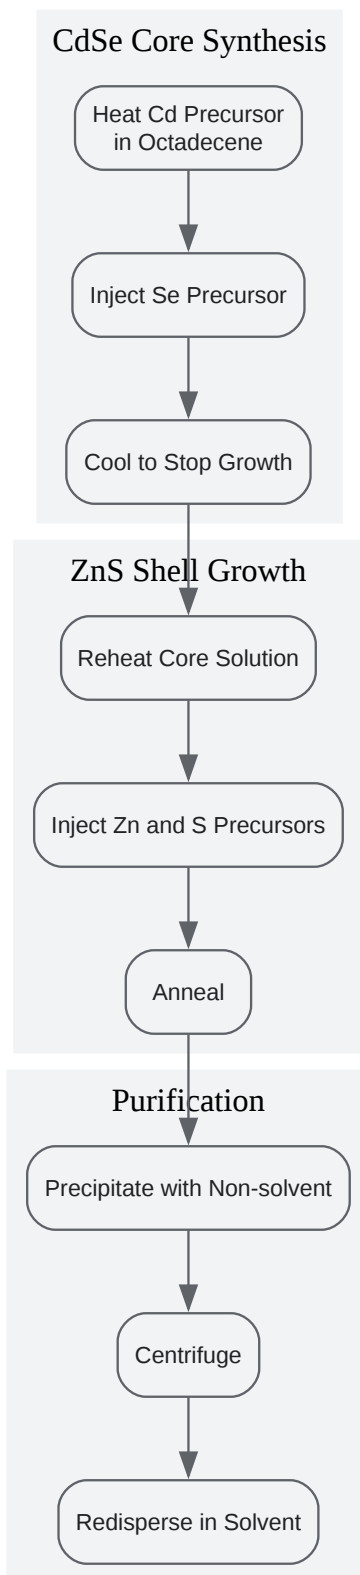 CdSe Core Synthesis
Heat Cd Precursor
in Octadecene
Inject Se Precursor
Cool to Stop Growth
ZnS Shell Growth
Reheat Core Solution
Inject Zn and S Precursors
Anneal
Purification
Precipitate with Non-solvent
Centrifuge
Redisperse in Solvent